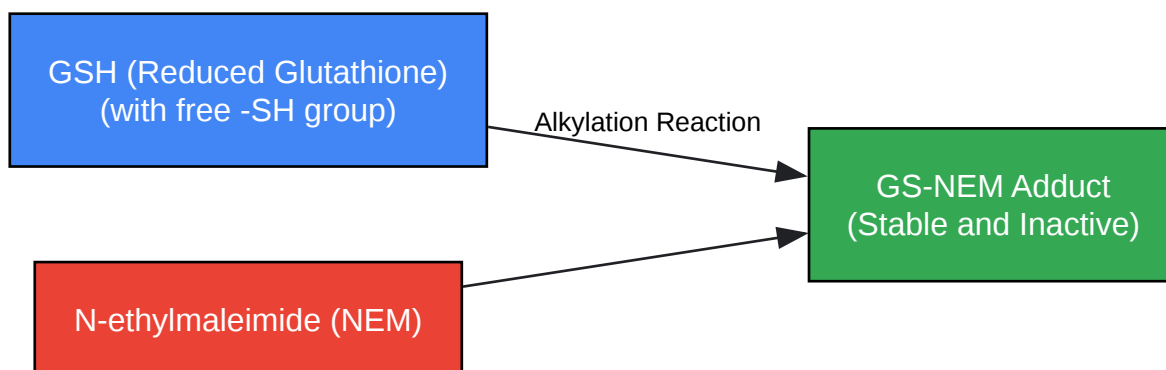 GSH (Reduced Glutathione)
(with free -SH group)
Alkylation Reaction
GS-NEM Adduct
(Stable and Inactive)
N-ethylmaleimide (NEM)